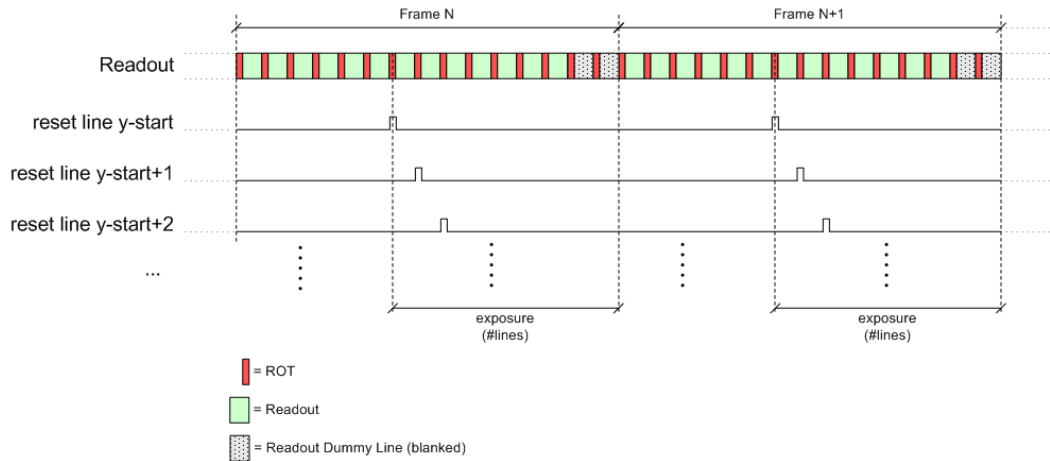 Frame N
Frame N+1
Readout
reset line y-start
reset line y-start+1
reset line y-start+2
...
exposure
(#lines)
exposure
(#lines)
= ROT
= Readout
= Readout Dummy Line (blanked)